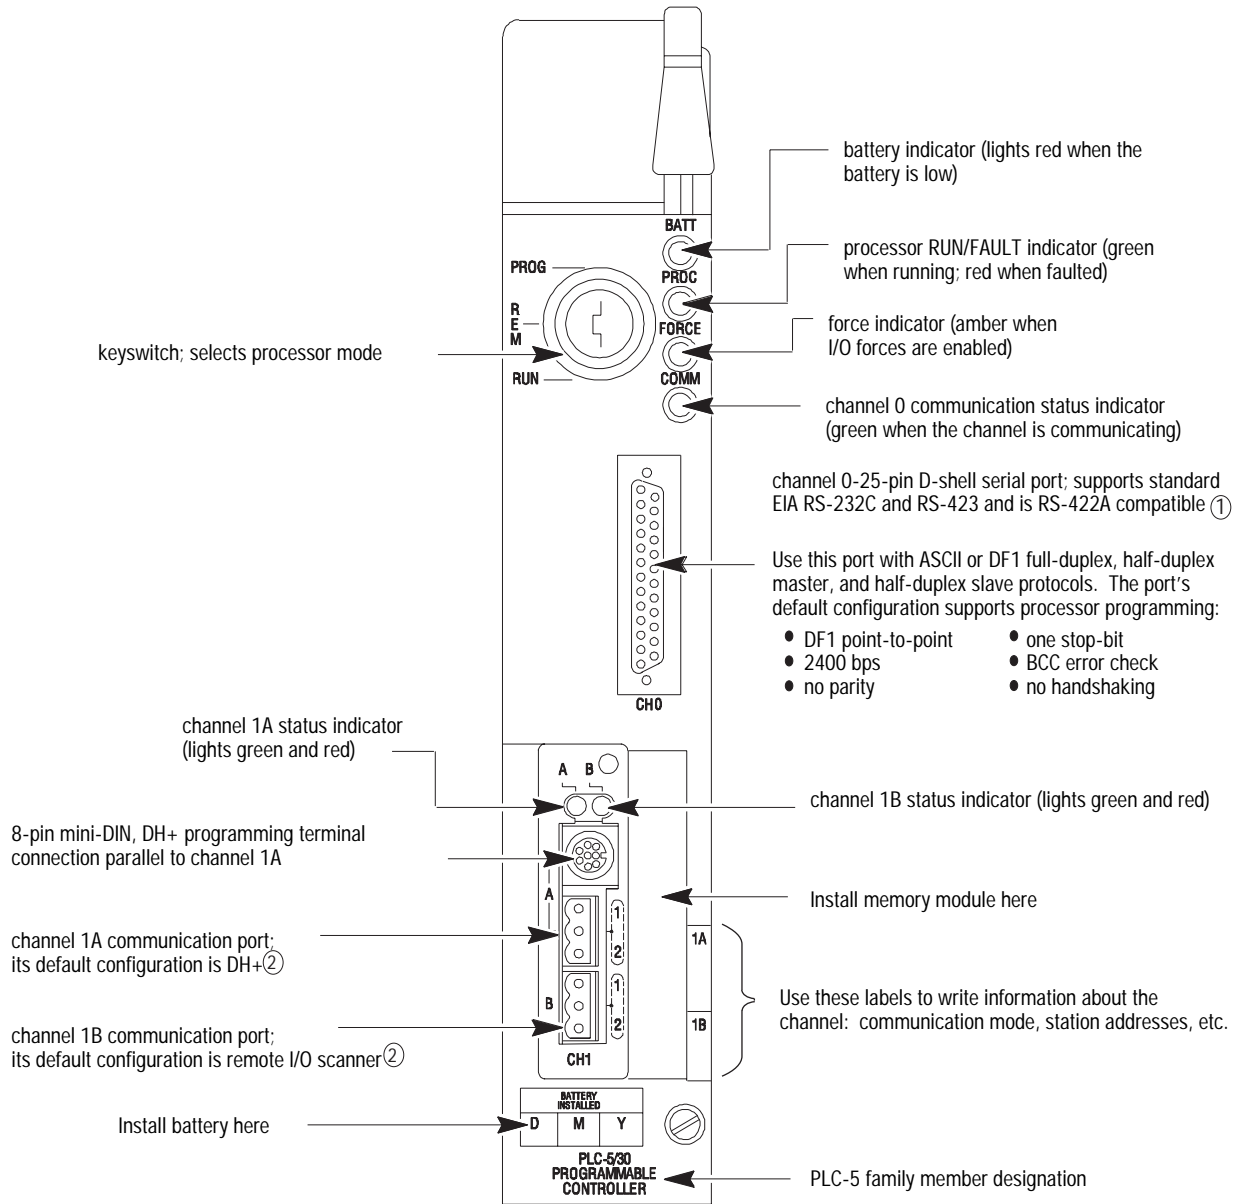 battery indicator (lights red when the
battery is low)
BATT
processor RUN/FAULT indicator (green
when running; red when faulted)
PROG
PROC
R
E
M
FORCE
force indicator (amber when
I/O forces are enabled)
keyswitch; selects processor mode
RUN
COMM
channel 0 communication status indicator
(green when the channel is communicating)
channel 0-25-pin D-shell serial port; supports standard
EIA RS-232C and RS-423 and is RS-422A compatible ①
Use this port with ASCII or DF1 full-duplex, half-duplex
master, and half-duplex slave protocols. The port's
default configuration supports processor programming:
• DF1 point-to-point • one stop-bit
• 2400 bps • BCC error check
• no parity • no handshaking
CH0
channel 1A status indicator
(lights green and red)
A B
channel 1B status indicator (lights green and red)
8-pin mini-DIN, DH+ programming terminal
connection parallel to channel 1A
A
Install memory module here
1
2
1A
channel 1A communication port;
its default configuration is DH+②
B
1
2
1B
Use these labels to write information about the
channel: communication mode, station addresses, etc.
channel 1B communication port;
its default configuration is remote I/O scanner②
CH1
BATTERY
INSTALLED
D M Y
Install battery here
PLC-5/30
PROGRAMMABLE
CONTROLLER
PLC-5 family member designation